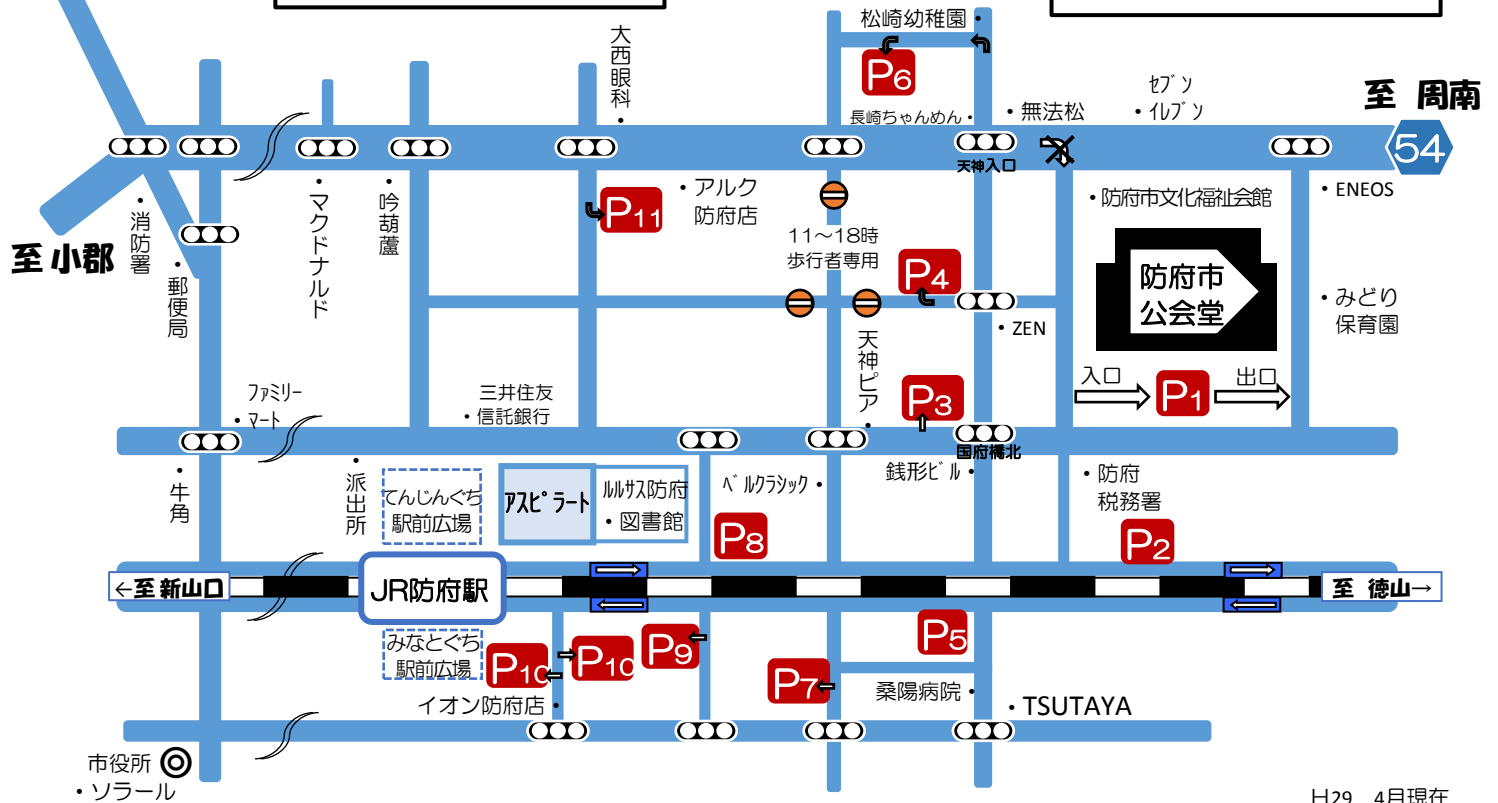 松崎幼稚園・
大西眼科・
P6
セブン
・イレブン
至 周南
長崎ちゃんめん・
・無法松
54
天神入口
・消防署
・マクドナルド
・吟葫蘆
P11
・アルク
防府店
・防府市文化福祉会館
・ENEOS
至小郡
・郵便局
11～18時
歩行者専用
P4
防府市
公会堂
・みどり
保育園
・ZEN
天神ピア・
ファミリー
・マート
三井住友
・信託銀行
P3
入口
P1
出口
国府橋北
・牛角
・派出所
てんじんぐち
駅前広場
アスピラート
ルルサス防府
・図書館
ベルクラシック・
銭形ビル・
・防府
税務署
P8
P2
←至新山口
JR防府駅
至 徳山→
みなとぐち
駅前広場
P10
P10
P9
P5
P7
イオン防府店・
桑陽病院・
・TSUTAYA
市役所
・ソラール
H29 4月現在